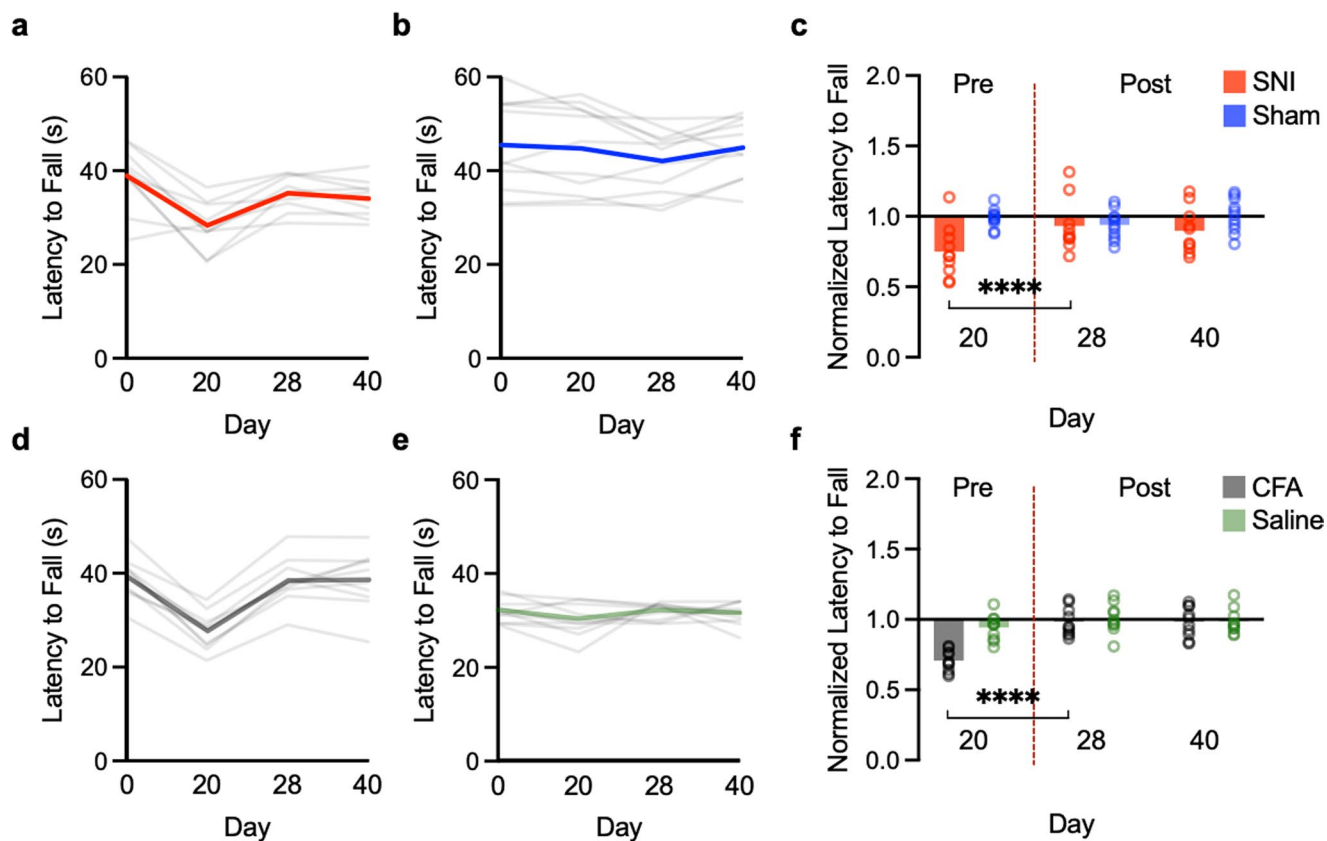 a
Latency to Fall (s)
60
40
20
0
0 20 28 40
Day
b
Latency to Fall (s)
60
40
20
0
0 20 28 40
Day
c
Normalized Latency to Fall
2.0
1.5
1.0
0.5
0.0
Pre Post
SNI
Sham
****
20 28 40
Day
d
Latency to Fall (s)
60
40
20
0
0 20 28 40
Day
e
Latency to Fall (s)
60
40
20
0
0 20 28 40
Day
f
Normalized Latency to Fall
2.0
1.5
1.0
0.5
0.0
Pre Post
CFA
Saline
****
20 28 40
Day